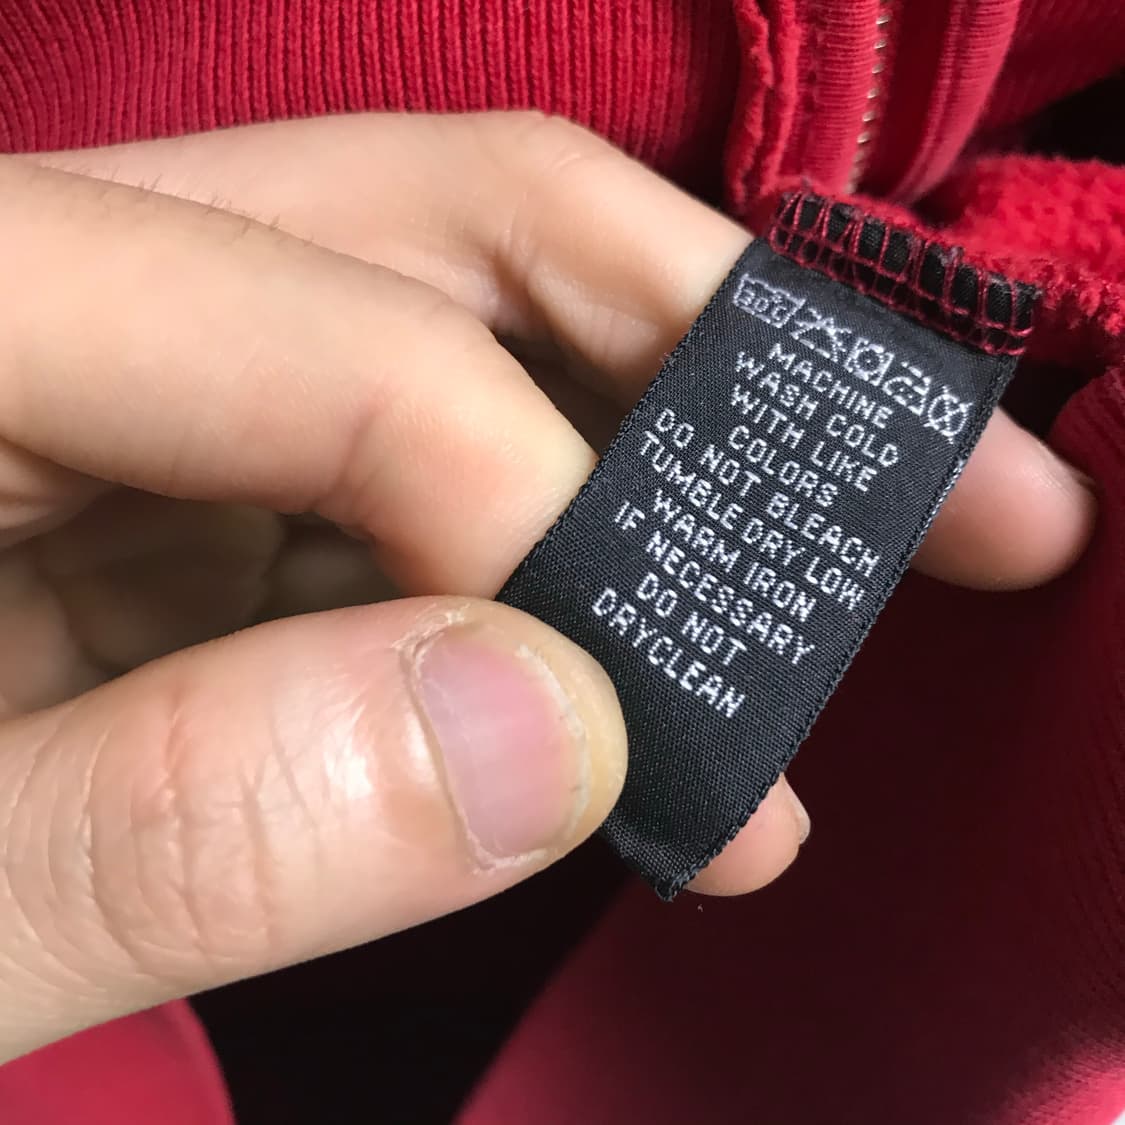 30°C
MACHINE
WASH COLD
WITH LIKE
COLORS
DO NOT BLEACH
TUMBLE DRY LOW
WARM IRON
IF NECESSARY
DO NOT
DRYCLEAN